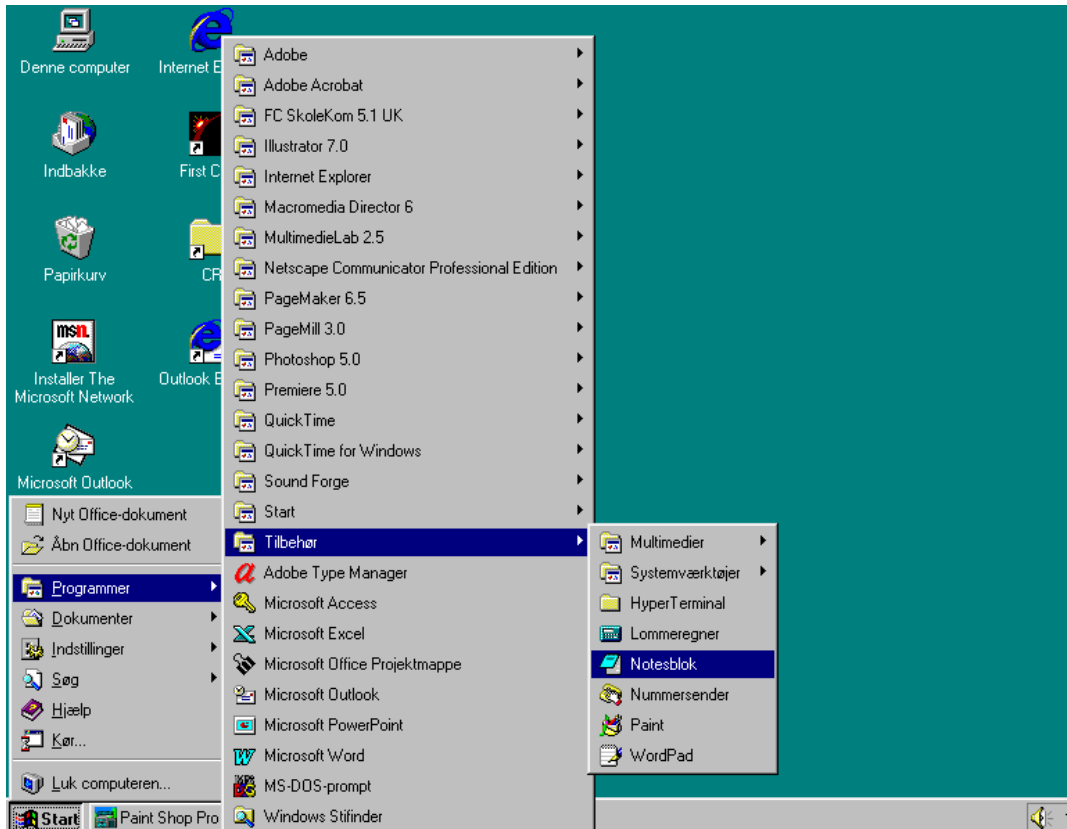 Denne computer
Internet E
Indbakke
First C
Papirkurv
CR
msn.
Installer The
Microsoft Network
Outlook E
Microsoft Outlook
Nyt Office-dokument
Åbn Office-dokument
Programmer
Dokumenter
Indstillinger
Søg
Hjælp
Kør...
Luk computeren...
Start
Paint Shop Pro
Adobe
Adobe Acrobat
FC SkoleKom 5.1 UK
Illustrator 7.0
Internet Explorer
Macromedia Director 6
MultimedieLab 2.5
Netscape Communicator Professional Edition
PageMaker 6.5
PageMill 3.0
Photoshop 5.0
Premiere 5.0
QuickTime
QuickTime for Windows
Sound Forge
Start
Tilbehør
Adobe Type Manager
Microsoft Access
Microsoft Excel
Microsoft Office Projektmappe
Microsoft Outlook
Microsoft PowerPoint
Microsoft Word
MS-DOS-prompt
Windows Stifinder
Multimedier
Systemværktøjer
HyperTerminal
Lommeregner
Notesblok
Nummersender
Paint
WordPad